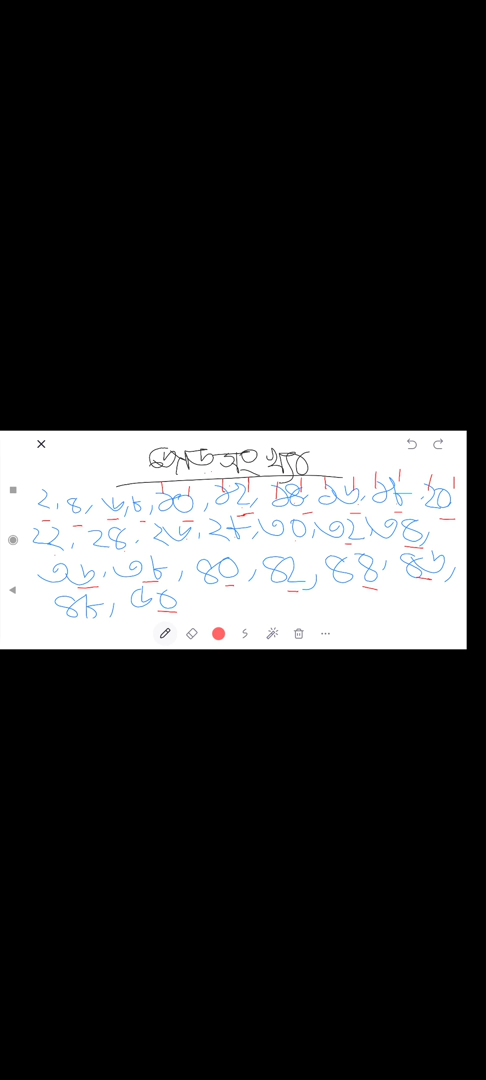 ২, ৪, ৬, ৮, ১০, ১২, ১৪, ১৬, ১৮, ২০
২২, ২৪, ২৬, ২৮, ৩০, ৩২, ৩৪,
৩৬, ৩৮, ৪০, ৪২, ৪৪, ৪৬,
৪৮, ৫০